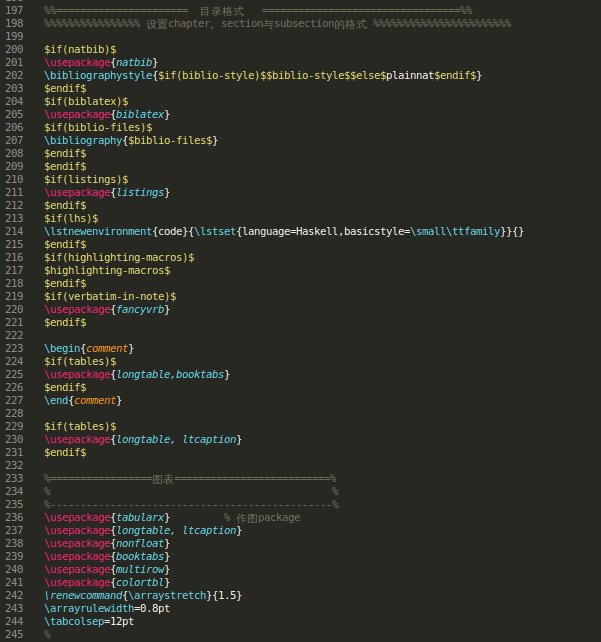 197 %%====================== 目录格式 =================================%%
198 %%%%%%%%%%%%%%%% 设置chapter、section与subsection的格式 %%%%%%%%%%%%%%%%%%%%%%%
199
200 $if(natbib)$
201 \usepackage{natbib}
202 \bibliographystyle{$if(biblio-style)$$biblio-style$$else$plainnat$endif$}
203 $endif$
204 $if(biblatex)$
205 \usepackage{biblatex}
206 $if(biblio-files)$
207 \bibliography{$biblio-files$}
208 $endif$
209 $endif$
210 $if(listings)$
211 \usepackage{listings}
212 $endif$
213 $if(lhs)$
214 \lstnewenvironment{code}{\lstset{language=Haskell,basicstyle=\small\ttfamily}}{}
215 $endif$
216 $if(highlighting-macros)$
217 $highlighting-macros$
218 $endif$
219 $if(verbatim-in-note)$
220 \usepackage{fancyvrb}
221 $endif$
222
223 \begin{comment}
224 $if(tables)$
225 \usepackage{longtable,booktabs}
226 $endif$
227 \end{comment}
228
229 $if(tables)$
230 \usepackage{longtable, ltcaption}
231 $endif$
232
233 %=================图表==========================%
234 % %
235 %-----------------------------------------------%
236 \usepackage{tabularx} % 作图package
237 \usepackage{longtable, ltcaption}
238 \usepackage{nonfloat}
239 \usepackage{booktabs}
240 \usepackage{multirow}
241 \usepackage{colortbl}
242 \renewcommand{\arraystretch}{1.5}
243 \arrayrulewidth=0.8pt
244 \tabcolsep=12pt
245 %